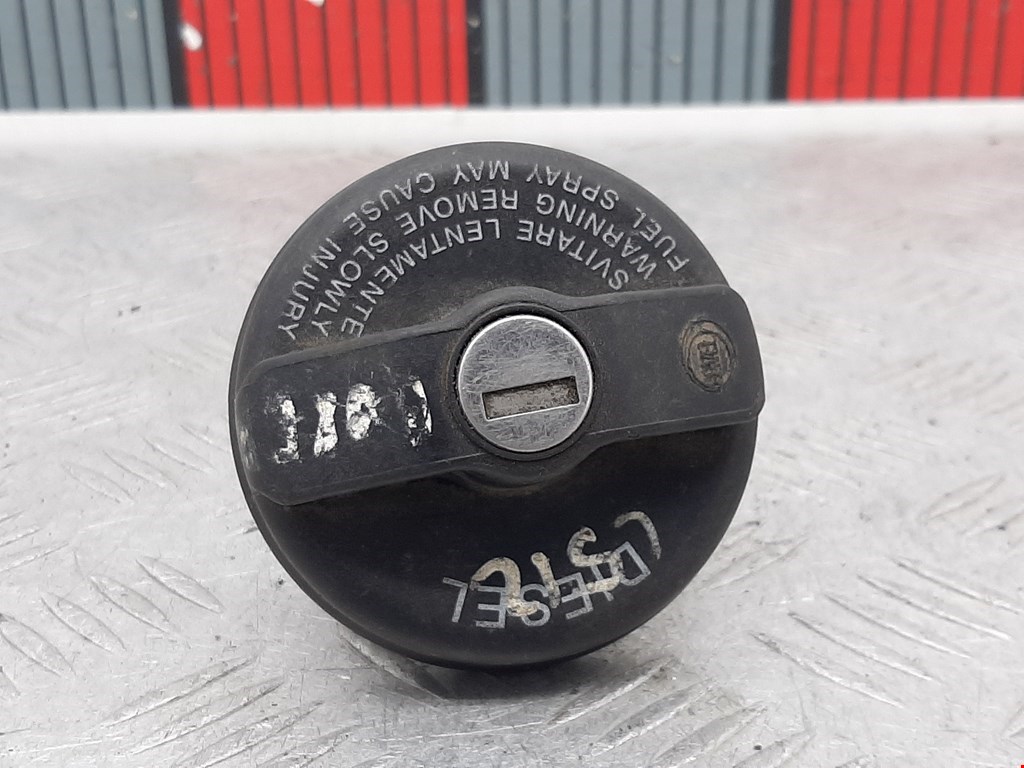 SVITARE LENTAMENTE
WARNING REMOVE SLOWLY
FUEL SPRAY MAY CAUSE INJURY
DIESEL